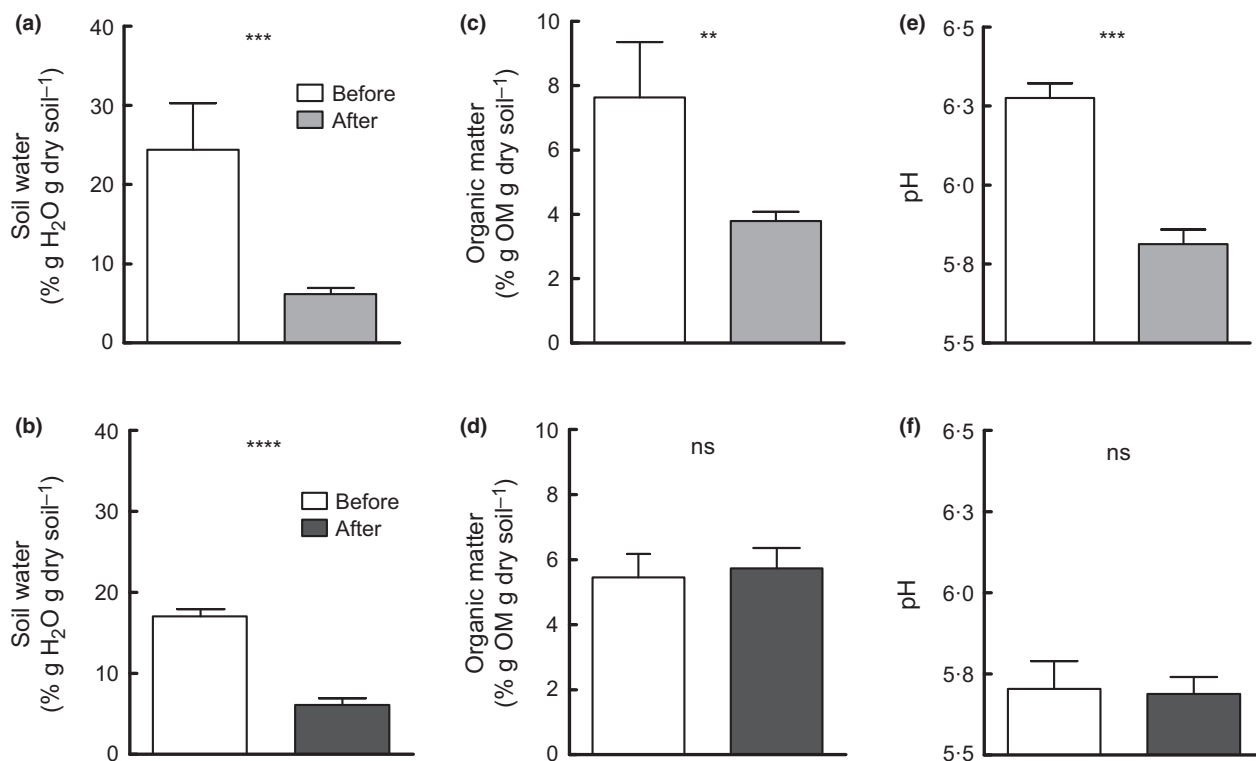 (a)
40
30
20
10
0
Soil water
(% g H₂O g dry soil⁻¹)
***
Before
After
(c)
10
8
6
4
2
0
Organic matter
(% g OM g dry soil⁻¹)
**
(e)
6·5
6·3
6·0
5·8
5·5
pH
***
(b)
40
30
20
10
0
Soil water
(% g H₂O g dry soil⁻¹)
****
Before
After
(d)
10
8
6
4
2
0
Organic matter
(% g OM g dry soil⁻¹)
ns
(f)
6·5
6·3
6·0
5·8
5·5
pH
ns